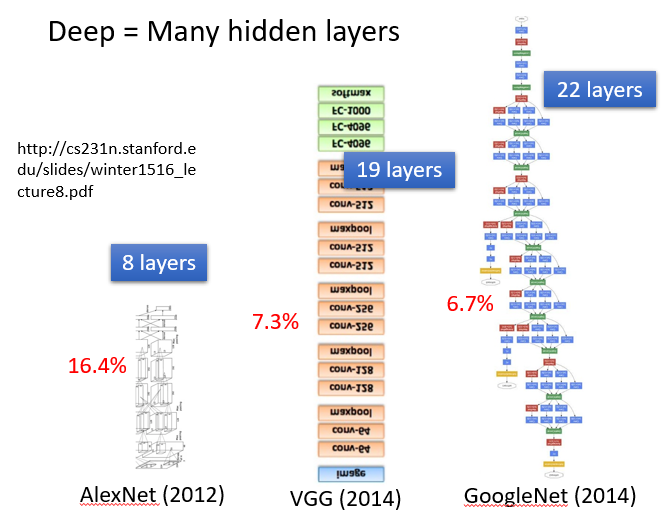 Deep = Many hidden layers
http://cs231n.stanford.e
du/slides/winter1516_le
cture8.pdf
8 layers
16.4%
AlexNet (2012)
19 layers
7.3%
softmax
FC-1000
FC-4096
FC-4096
conv-512
maxpool
conv-512
conv-512
maxpool
conv-256
conv-256
maxpool
conv-128
conv-128
maxpool
conv-64
conv-64
image
VGG (2014)
22 layers
6.7%
GoogleNet (2014)